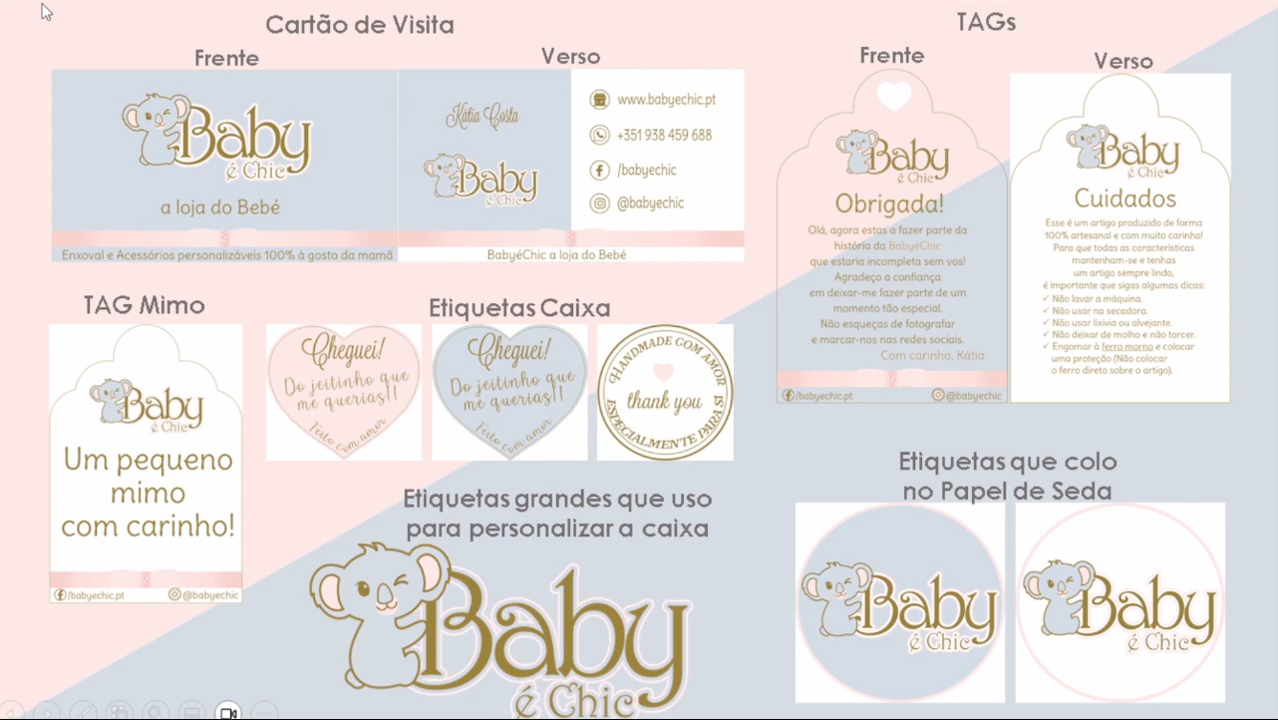 Cartão de Visita
Frente
Verso
Baby
é Chic
a loja do Bebé
Enxoval e Acessórios personalizáveis 100% à gosto da mamã
Kátia Costa
Baby
é Chic
www.babyechic.pt
+351 938 459 688
/babyechic
@babyechic
BabyéChic a loja do Bebé
TAGs
Frente
Verso
Baby
é Chic
Obrigada!
Olá, agora estas a fazer parte da
história da BabyéChic
que estaria incompleta sem vos!
Agradeço a confiança
em deixar-me fazer parte de um
momento tão especial.
Não esqueças de fotografar
e marcar-nos nas redes sociais.
Com carinho, Kátia
/babyechic.pt
@babyechic
Baby
é Chic
Cuidados
Esse é um artigo produzido de forma
100% artesanal e com muito carinho!
Para que todas as características
mantenham-se e tenhas
um artigo sempre lindo,
é importante que sigas algumas dicas:
✓ Não lavar a máquina.
✓ Não usar na secadora.
✓ Não usar lixivia ou alvejante.
✓ Não deixar de molho e não torcer.
✓ Engomar à ferro morno e colocar
uma proteção (Não colocar
o ferro direto sobre o artigo).
TAG Mimo
Baby
é Chic
Um pequeno
mimo
com carinho!
/babyechic.pt
@babyechic
Etiquetas Caixa
Cheguei!
Do jeitinho que
me querias!!
Feito com amor
Cheguei!
Do jeitinho que
me querias!!
Feito com amor
HANDMADE COM AMOR
thank you
ESPECIALMENTE PARA SI
Etiquetas grandes que uso
para personalizar a caixa
Baby
é Chic
Etiquetas que colo
no Papel de Seda
Baby
é Chic
Baby
é Chic